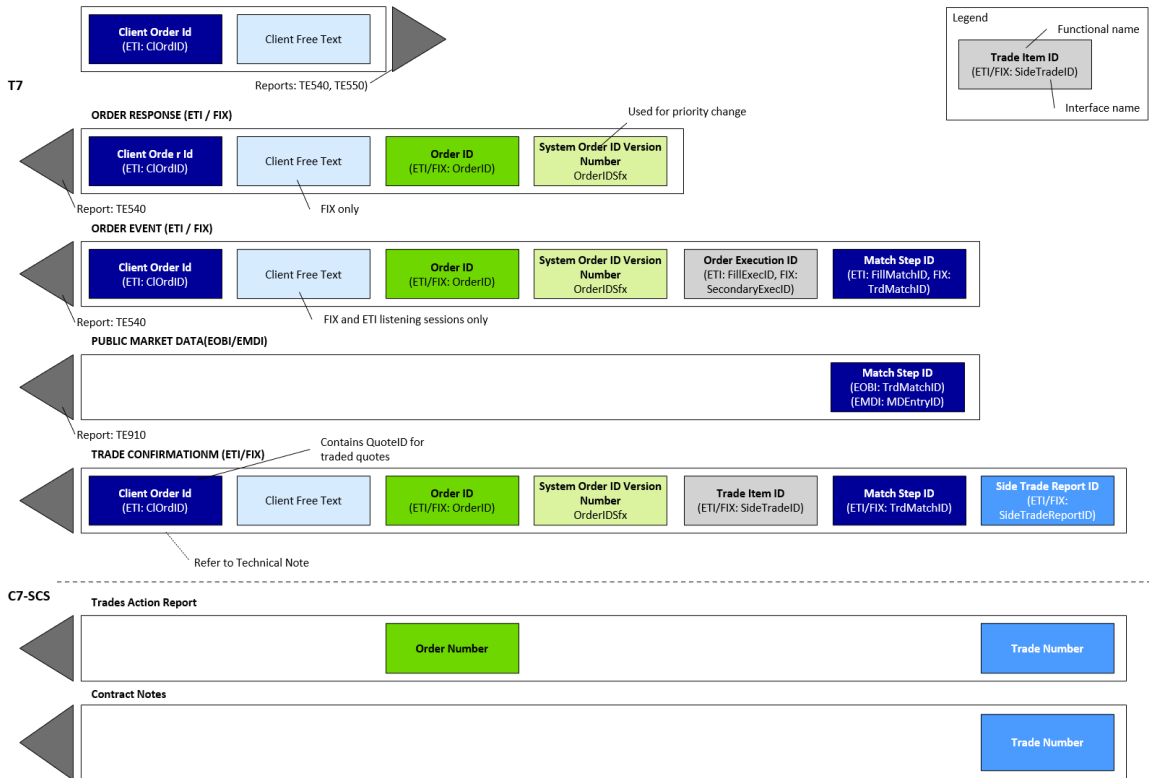 Client Order Id
(ETI: ClOrdID)
Client Free Text
Reports: TE540, TE550)
Legend
Functional name
Trade Item ID
(ETI/FIX: SideTradeID)
Interface name
T7
ORDER RESPONSE (ETI / FIX)
Used for priority change
Client Orde r Id
(ETI: ClOrdID)
Client Free Text
Order ID
(ETI/FIX: OrderID)
System Order ID Version
Number
OrderIDSfx
Report: TE540
FIX only
ORDER EVENT (ETI / FIX)
Client Order Id
(ETI: ClOrdID)
Client Free Text
Order ID
(ETI/FIX: OrderID)
System Order ID Version
Number
OrderIDSfx
Order Execution ID
(ETI: FillExecID, FIX:
SecondaryExecID)
Match Step ID
(ETI: FillMatchID, FIX:
TrdMatchID)
Report: TE540
FIX and ETI listening sessions only
PUBLIC MARKET DATA(EOBI/EMDI)
Match Step ID
(EOBI: TrdMatchID)
(EMDI: MDEntryID)
Report: TE910
Contains QuoteID for
traded quotes
TRADE CONFIRMATIONM (ETI/FIX)
Client Order Id
(ETI: ClOrdID)
Client Free Text
Order ID
(ETI/FIX: OrderID)
System Order ID Version
Number
OrderIDSfx
Trade Item ID
(ETI/FIX: SideTradeID)
Match Step ID
(ETI/FIX: TrdMatchID)
Side Trade Report ID
(ETI/FIX:
SideTradeReportID)
Refer to Technical Note
C7-SCS
Trades Action Report
Order Number
Trade Number
Contract Notes
Trade Number